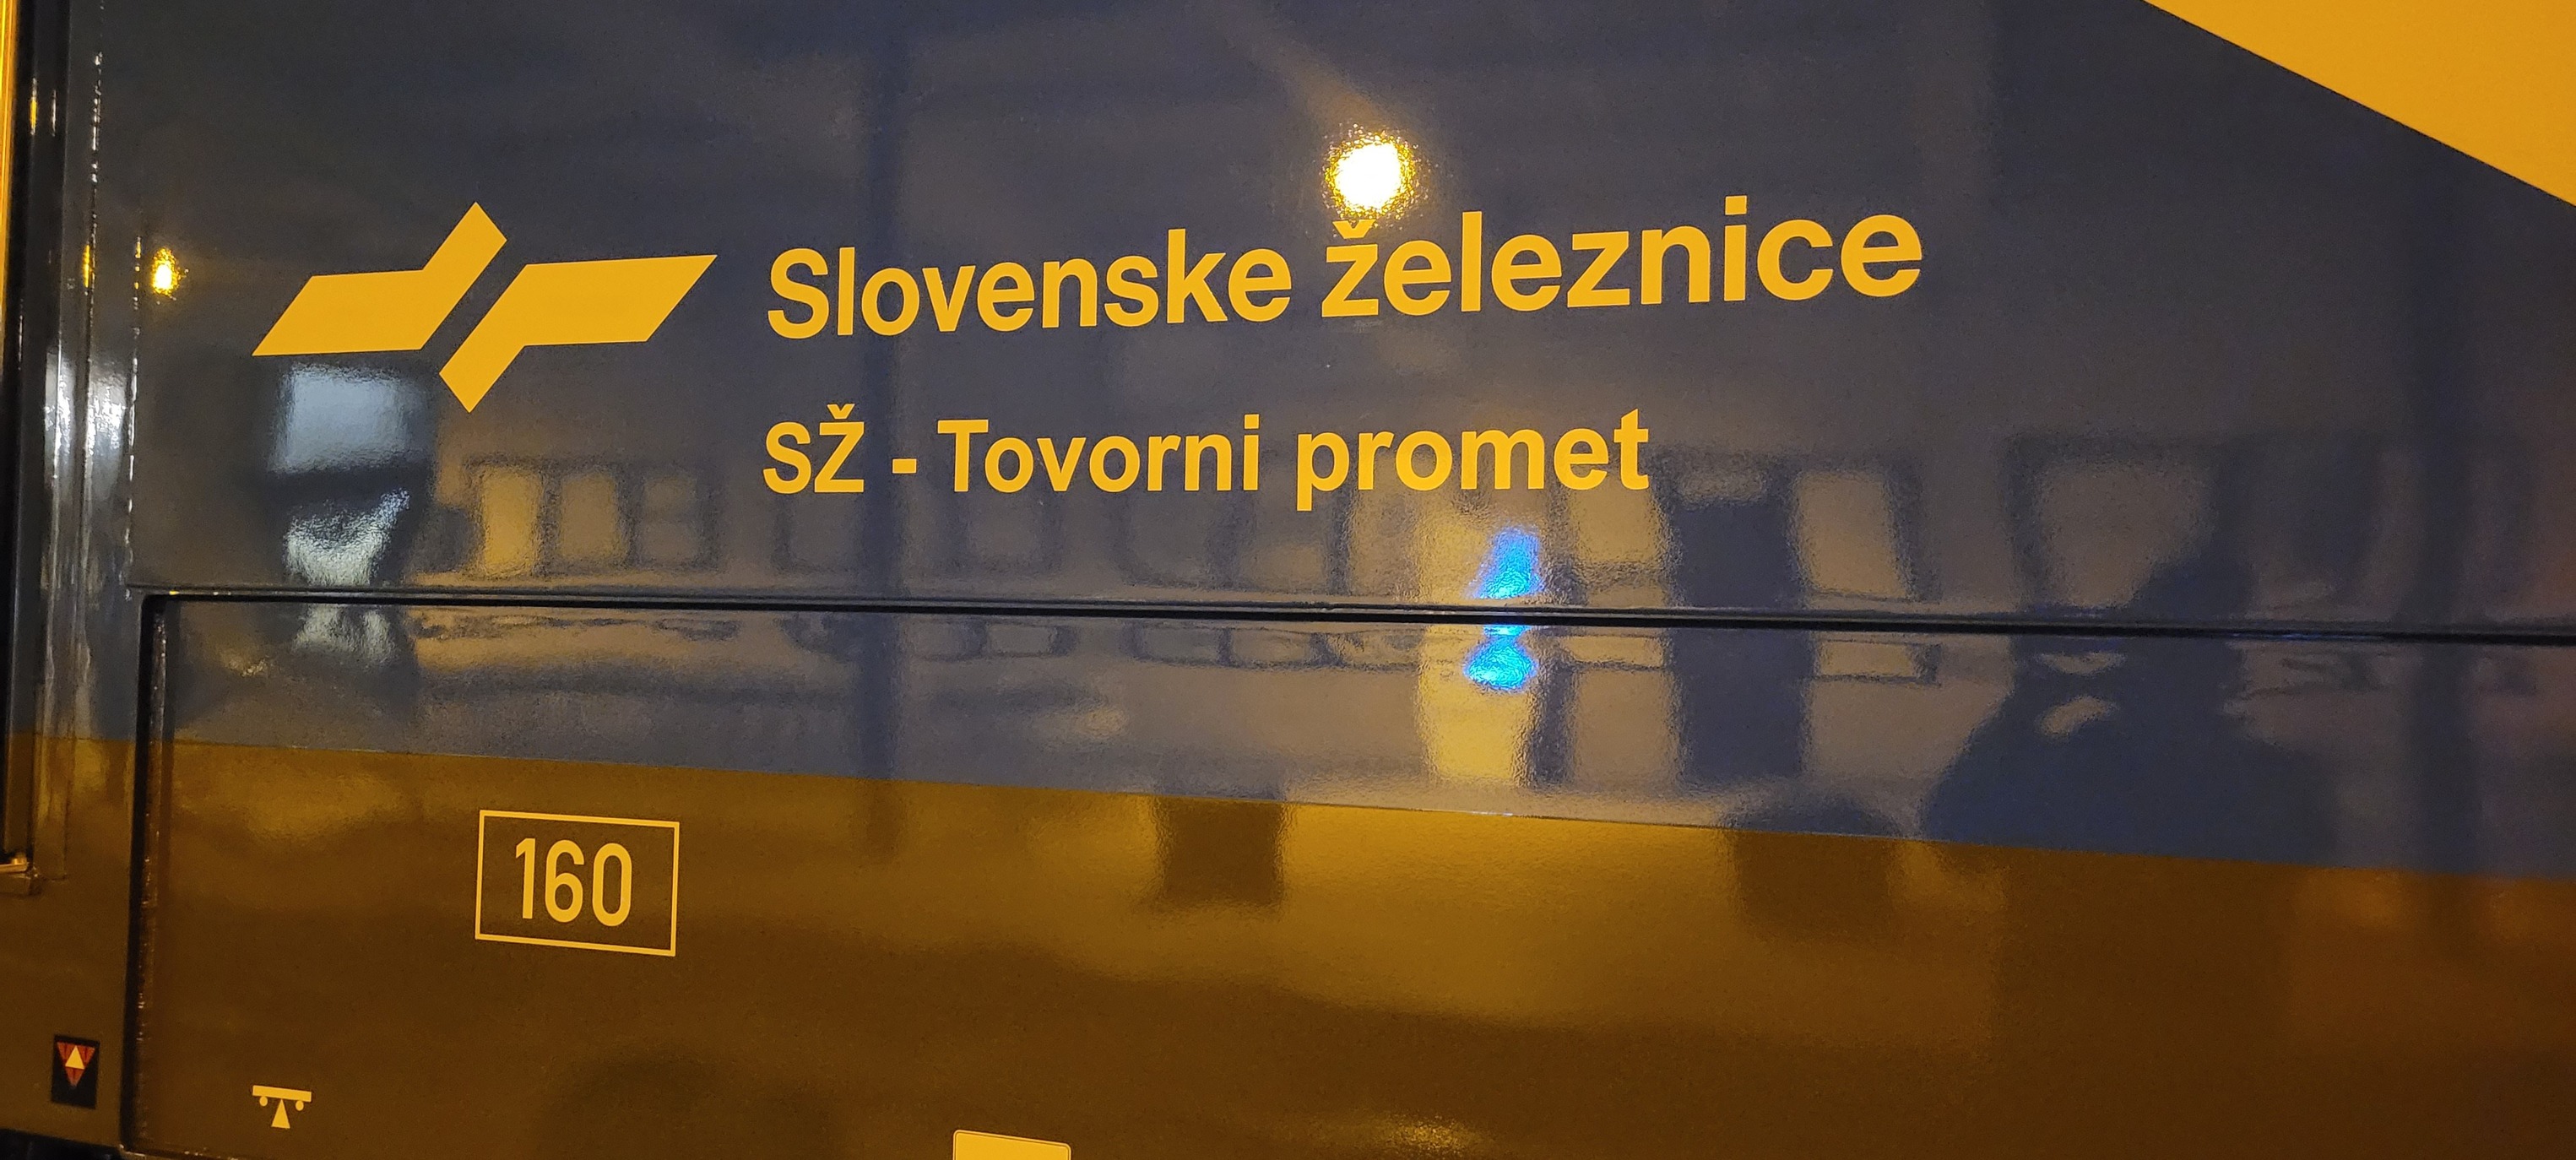 Slovenske železnice
SŽ - Tovorni promet
160